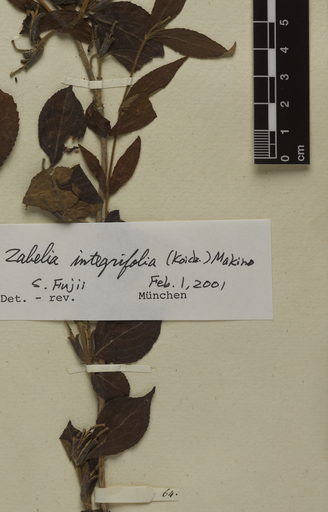 5
4
3
2
1
0
cm
Zabelia integrifolia (Koidz.) Makino
S. Fujii Feb. 1, 2001
Det. - rev. München
64.